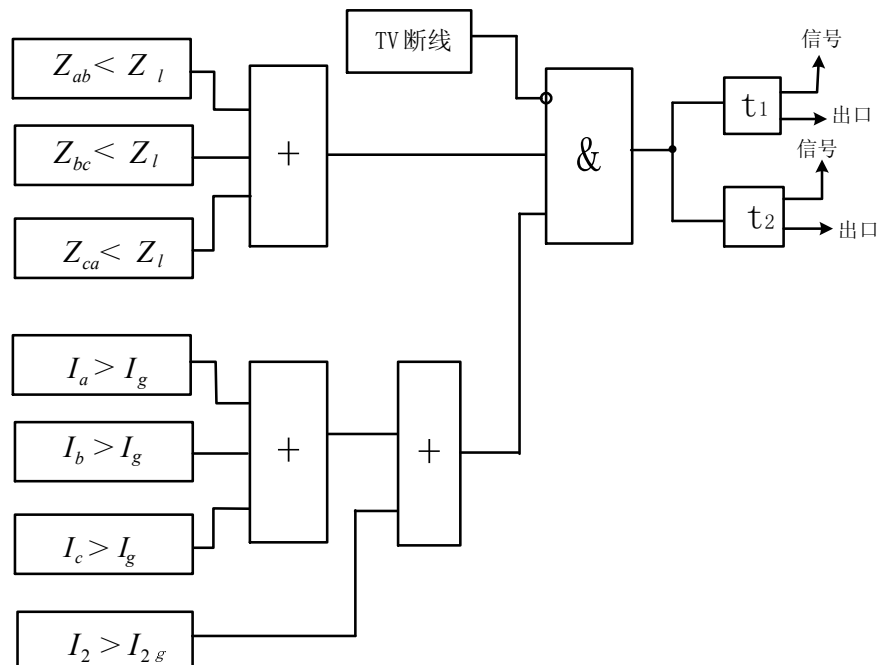 TV断线
信号
Z_ab < Z_l
t1
出口
+
Z_bc < Z_l
&
信号
t2
出口
Z_ca < Z_l
I_a > I_g
I_b > I_g
+
+
I_c > I_g
I_2 > I_2g